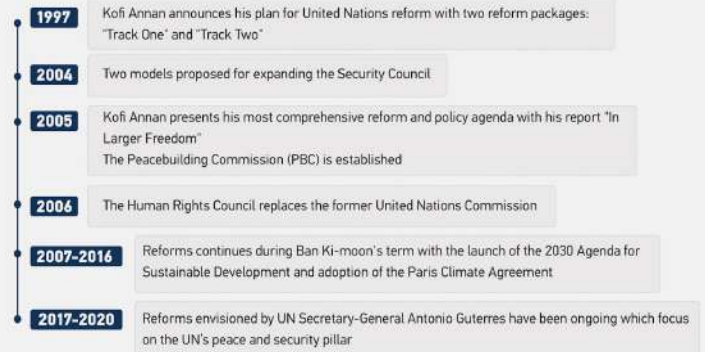 1997
Kofi Annan announces his plan for United Nations reform with two reform packages:
"Track One" and "Track Two"
2004
Two models proposed for expanding the Security Council
2005
Kofi Annan presents his most comprehensive reform and policy agenda with his report "In
Larger Freedom"
The Peacebuilding Commission (PBC) is established
2006
The Human Rights Council replaces the former United Nations Commission
2007-2016
Reforms continues during Ban Ki-moon's term with the launch of the 2030 Agenda for
Sustainable Development and adoption of the Paris Climate Agreement
2017-2020
Reforms envisioned by UN Secretary-General Antonio Guterres have been ongoing which focus
on the UN's peace and security pillar